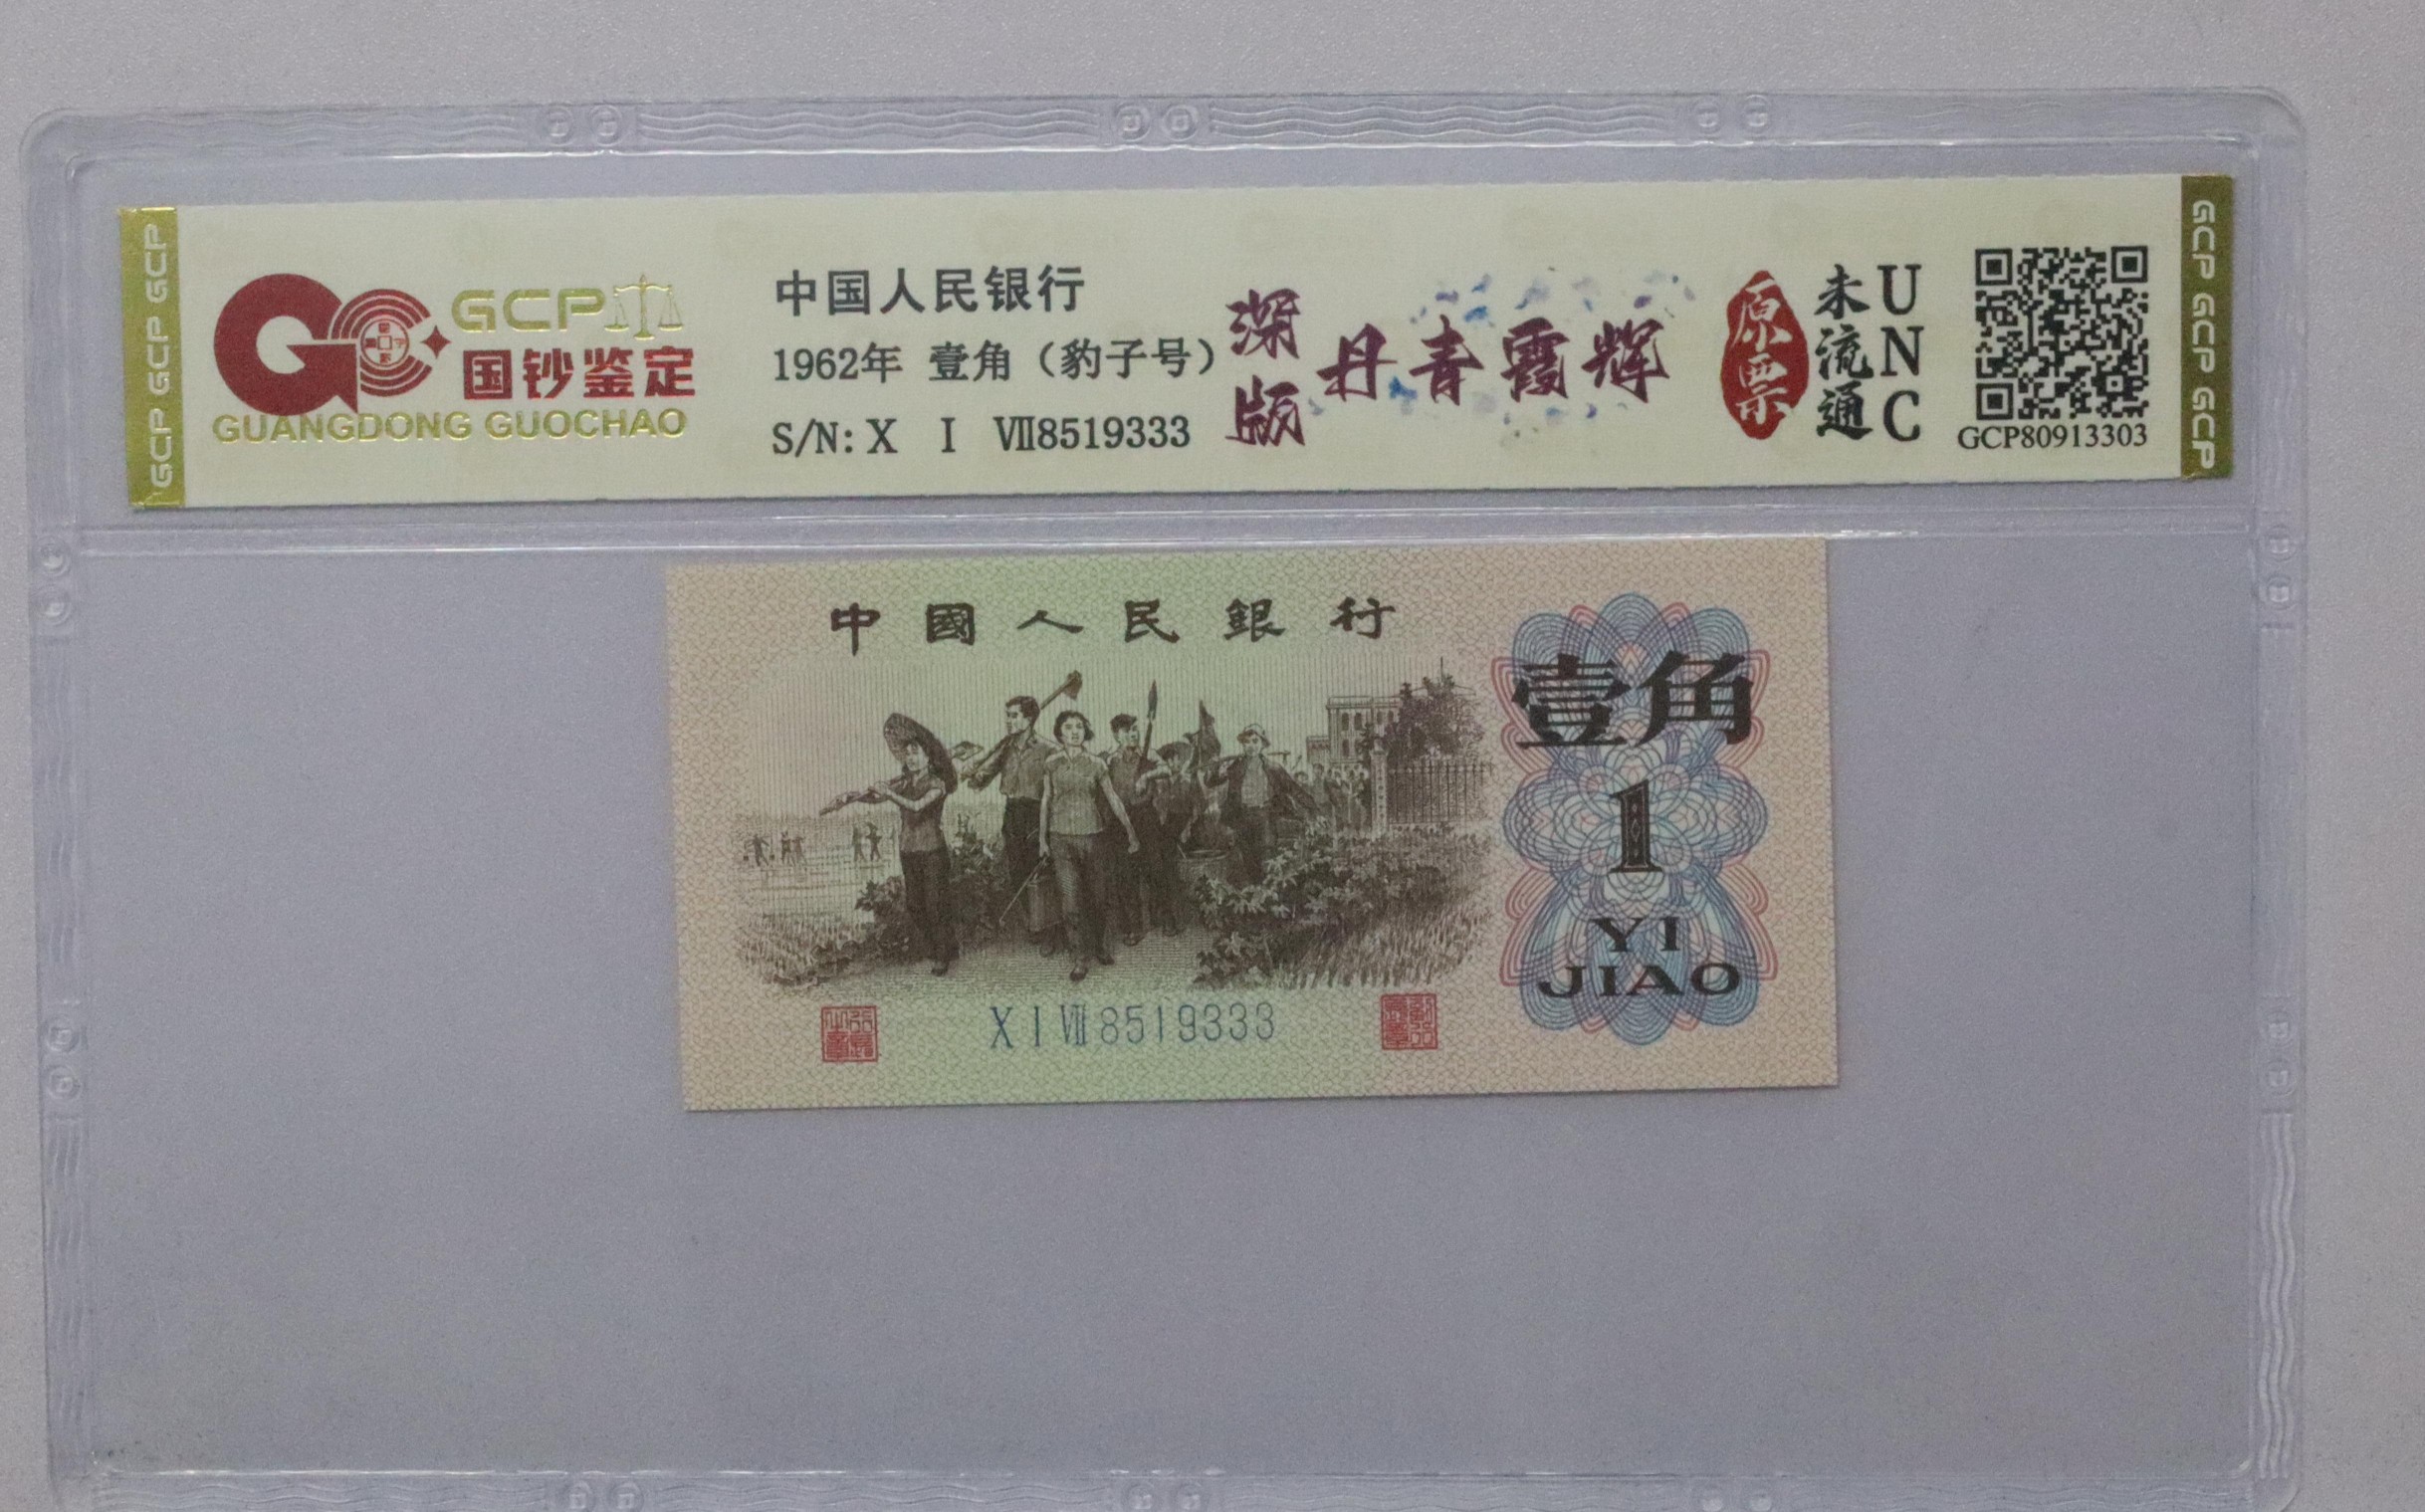 GCP GCP GCP
GCP
国钞鉴定
GUANGDONG GUOCHAO
中国人民银行
1962年 壹角（豹子号）
S/N: X I Ⅷ8519333
深版
丹青霞辉
原票
未流通
UNC
GCP80913303
GCP GCP GCP
中國人民銀行
壹角
1
YI
JIAO
X I Ⅷ 8519333